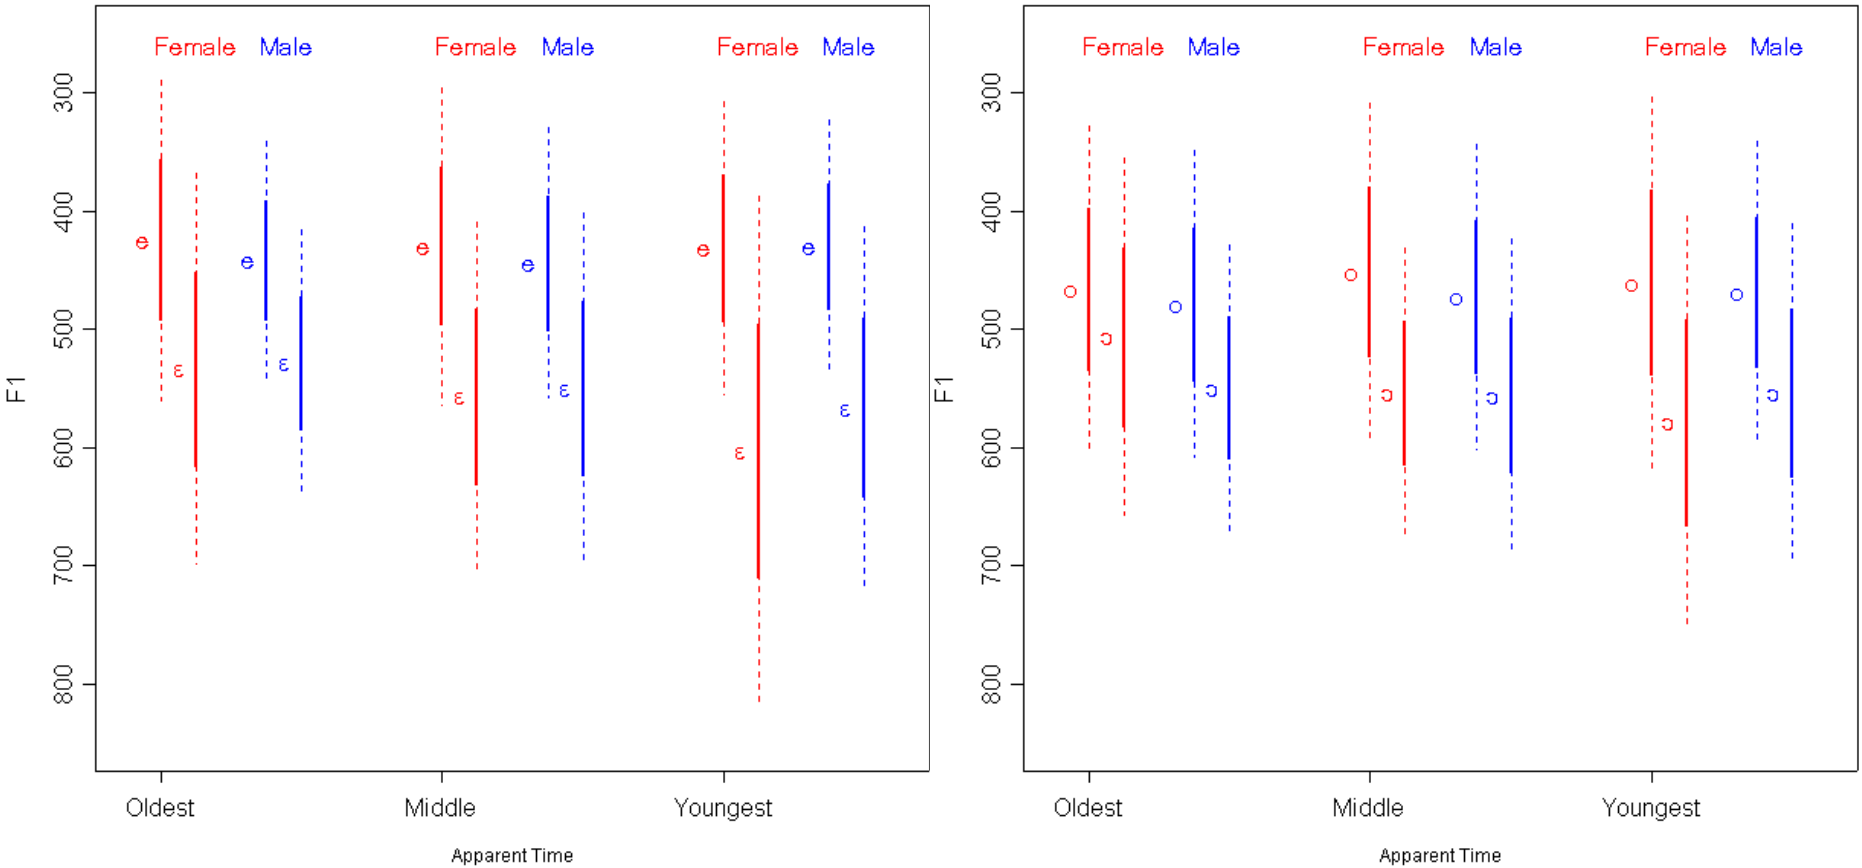 Female Male Female Male Female Male
300
400
500
600
700
800
F1
e e e e e e
ε ε ε ε ε ε
Oldest Middle Youngest
Apparent Time
Female Male Female Male Female Male
300
400
500
600
700
800
F1
o o o o o o
ɔ ɔ ɔ ɔ ɔ ɔ
Oldest Middle Youngest
Apparent Time